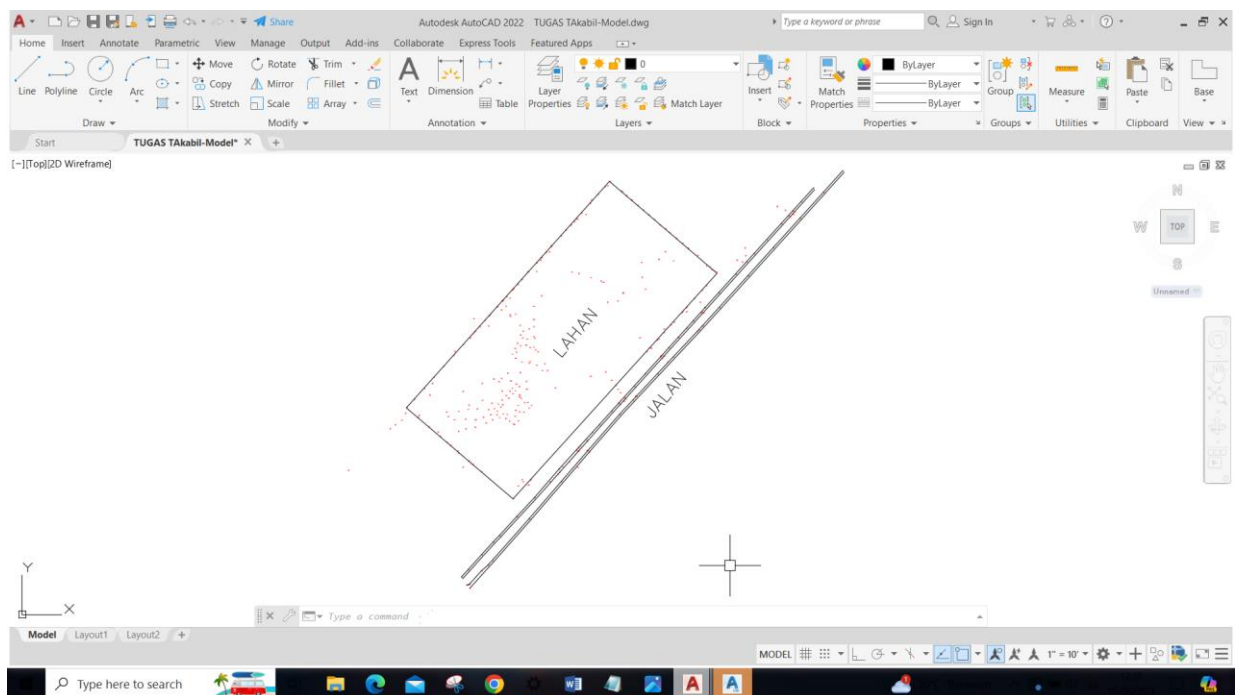 Share Autodesk AutoCAD 2022 TUGAS TAkabil-Model.dwg Type a keyword or phrase Sign In
Home Insert Annotate Parametric View Manage Output Add-ins Collaborate Express Tools Featured Apps
Move Rotate Trim 0 ByLayer
Line Polyline Circle Arc Copy Mirror Fillet Text Dimension Layer Properties Insert Match Properties ByLayer Group Measure Paste Base
Stretch Scale Array Table Match Layer ByLayer
Draw Modify Annotation Layers Block Properties Groups Utilities Clipboard View
Start TUGAS TAkabil-Model* +
[-][Top][2D Wireframe]
N
W TOP E
S
Unnamed
LAHAN
JALAN
Y
X
Type a command
Model Layout1 Layout2 +
MODEL 1" = 10'
Type here to search